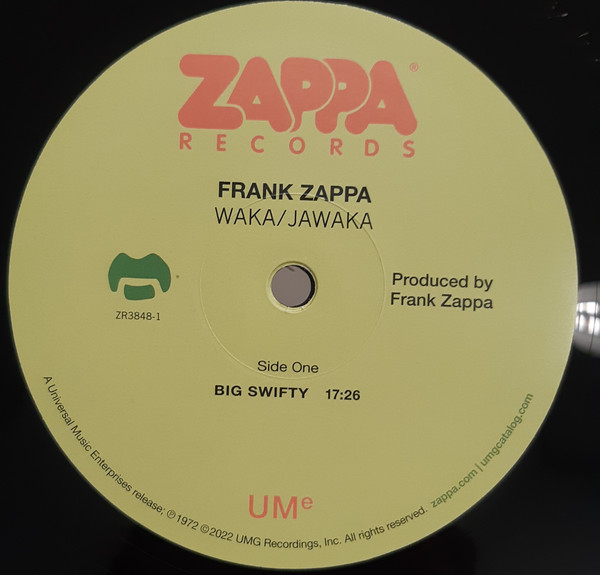 ZAPPA®
RECORDS
FRANK ZAPPA
WAKA/JAWAKA
ZR3848-1
Produced by
Frank Zappa
Side One
BIG SWIFTY 17:26
UMe
A Universal Music Enterprises release; ℗1972 ©2022 UMG Recordings, Inc. All rights reserved. zappa.com | umgcatalog.com